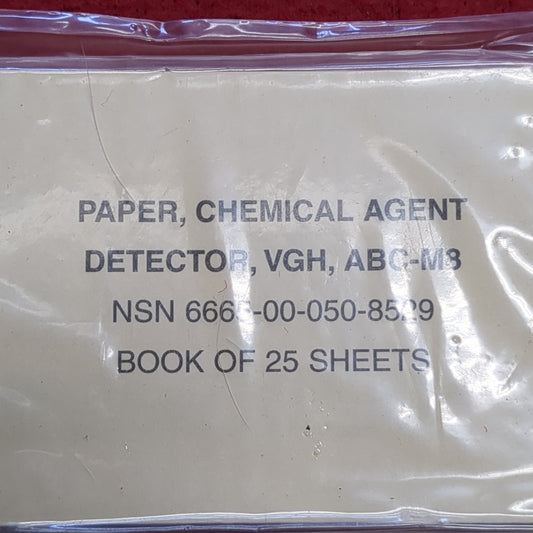 PAPER, CHEMICAL AGENT
DETECTOR, VGH, ABC-M8
NSN 6665-00-050-8529
BOOK OF 25 SHEETS